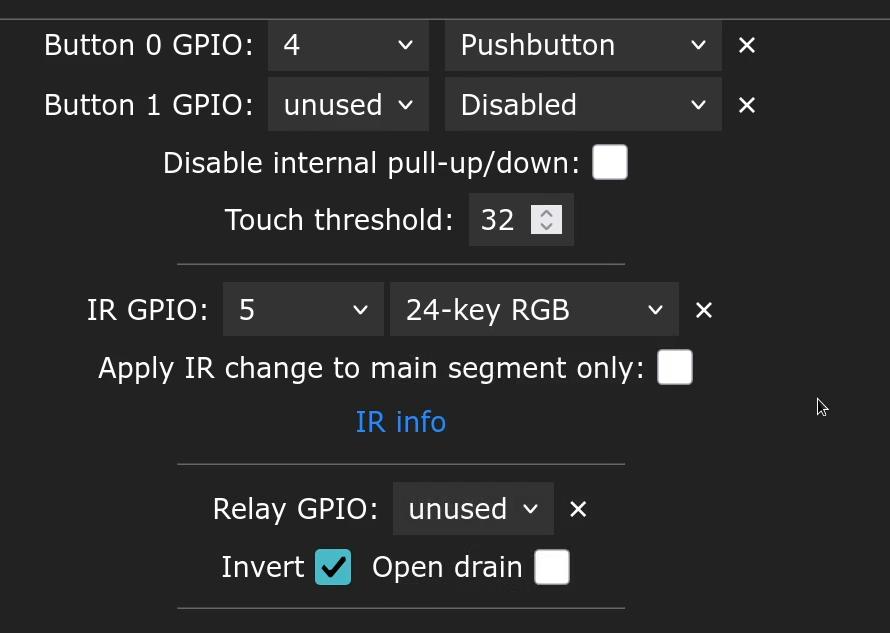 Button 0 GPIO: 4 Pushbutton ×
Button 1 GPIO: unused Disabled ×
Disable internal pull-up/down:
Touch threshold: 32
IR GPIO: 5 24-key RGB ×
Apply IR change to main segment only:
IR info
Relay GPIO: unused ×
Invert Open drain